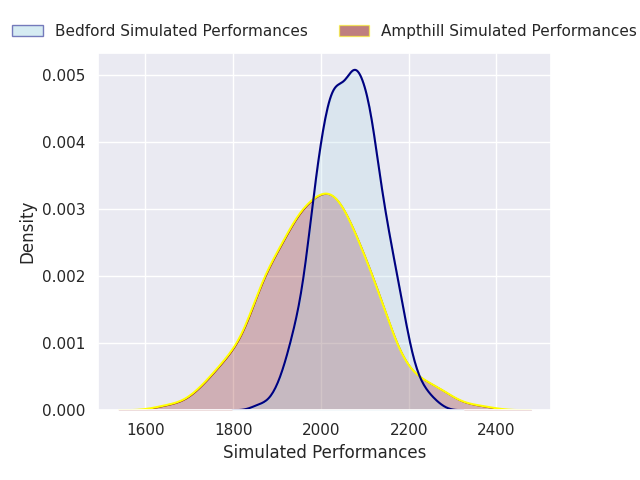 Bedford Simulated Performances Ampthill Simulated Performances
0.005
0.004
0.003
0.002
0.001
0.000
Density
1600 1800 2000 2200 2400
Simulated Performances